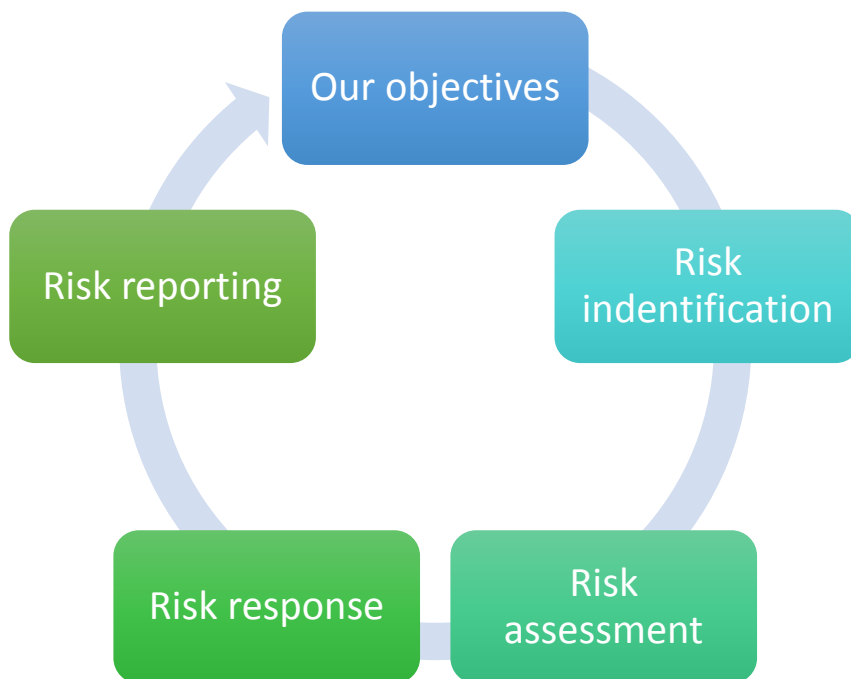 Our objectives
Risk
indentification
Risk
assessment
Risk response
Risk reporting